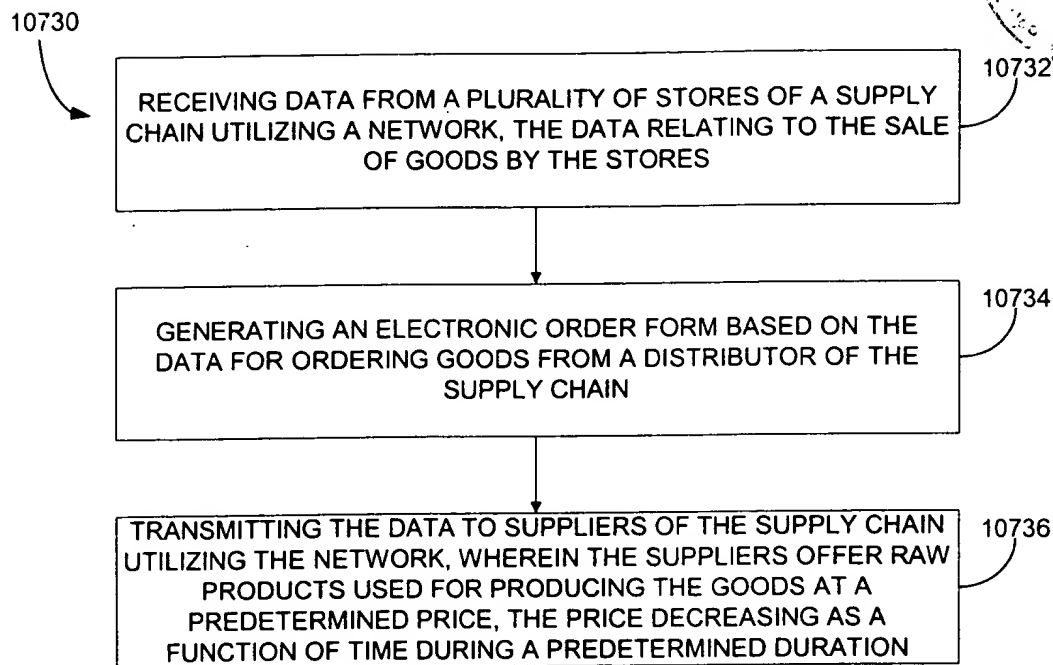 10730
10732
RECEIVING DATA FROM A PLURALITY OF STORES OF A SUPPLY
CHAIN UTILIZING A NETWORK, THE DATA RELATING TO THE SALE
OF GOODS BY THE STORES
10734
GENERATING AN ELECTRONIC ORDER FORM BASED ON THE
DATA FOR ORDERING GOODS FROM A DISTRIBUTOR OF THE
SUPPLY CHAIN
10736
TRANSMITTING THE DATA TO SUPPLIERS OF THE SUPPLY CHAIN
UTILIZING THE NETWORK, WHEREIN THE SUPPLIERS OFFER RAW
PRODUCTS USED FOR PRODUCING THE GOODS AT A
PREDETERMINED PRICE, THE PRICE DECREASING AS A
FUNCTION OF TIME DURING A PREDETERMINED DURATION